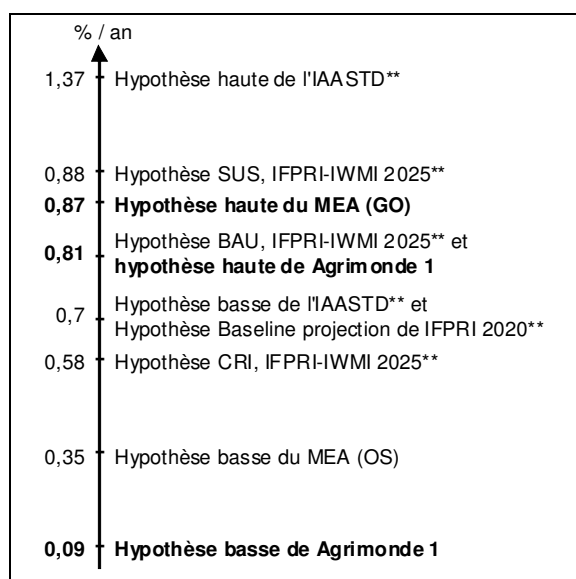 % / an
1,37 Hypothèse haute de l'IAASTD**
0,88 Hypothèse SUS, IFPRI-IWMI 2025**
0,87 Hypothèse haute du MEA (GO)
0,81 Hypothèse BAU, IFPRI-IWMI 2025** et
hypothèse haute de Agrimonde 1
0,7 Hypothèse basse de l'IAASTD** et
Hypothèse Baseline projection de IFPRI 2020**
0,58 Hypothèse CRI, IFPRI-IWMI 2025**
0,35 Hypothèse basse du MEA (OS)
0,09 Hypothèse basse de Agrimonde 1